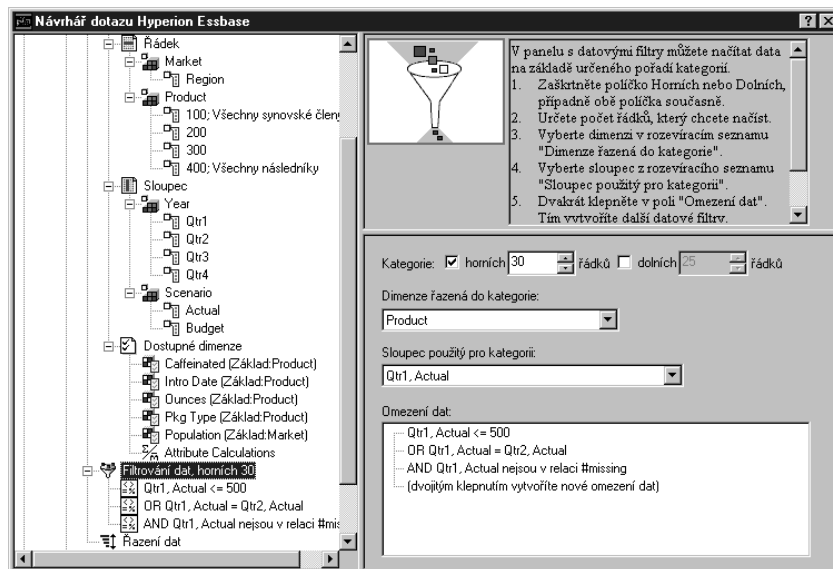 Návrhář dotazu Hyperion Essbase
Řádek
Market
Region
Product
100; Všechny synovské členy
200
300
400; Všechny následníky
Sloupec
Year
Qtr1
Qtr2
Qtr3
Qtr4
Scenario
Actual
Budget
Dostupné dimenze
Caffeinated (Základ:Product)
Intro Date (Základ:Product)
Ounces (Základ:Product)
Pkg Type (Základ:Product)
Population (Základ:Market)
Attribute Calculations
Filtrování dat, horních 30
Qtr1, Actual <= 500
OR Qtr1, Actual = Qtr2, Actual
AND Qtr1, Actual nejsou v relaci #mis
Řazení dat
V panelu s datovými filtry můžete načítat data
na základě určeného pořadí kategorií.
1. Zaškrtněte políčko Horních nebo Dolních,
případně obě políčka současně.
2. Určete počet řádků, který chcete načíst.
3. Vyberte dimenzi v rozevíracím seznamu
"Dimenze řazená do kategorie".
4. Vyberte sloupec z rozevíracího seznamu
"Sloupec použitý pro kategorii".
5. Dvakrát klepněte v poli "Omezení dat".
Tím vytvoříte další datové filtry.
Kategorie: horních 30 řádků dolních 25 řádků
Dimenze řazená do kategorie:
Product
Sloupec použitý pro kategorii:
Qtr1, Actual
Omezení dat:
Qtr1, Actual <= 500
OR Qtr1, Actual = Qtr2, Actual
AND Qtr1, Actual nejsou v relaci #missing
(dvojitým klepnutím vytvoříte nové omezení dat)